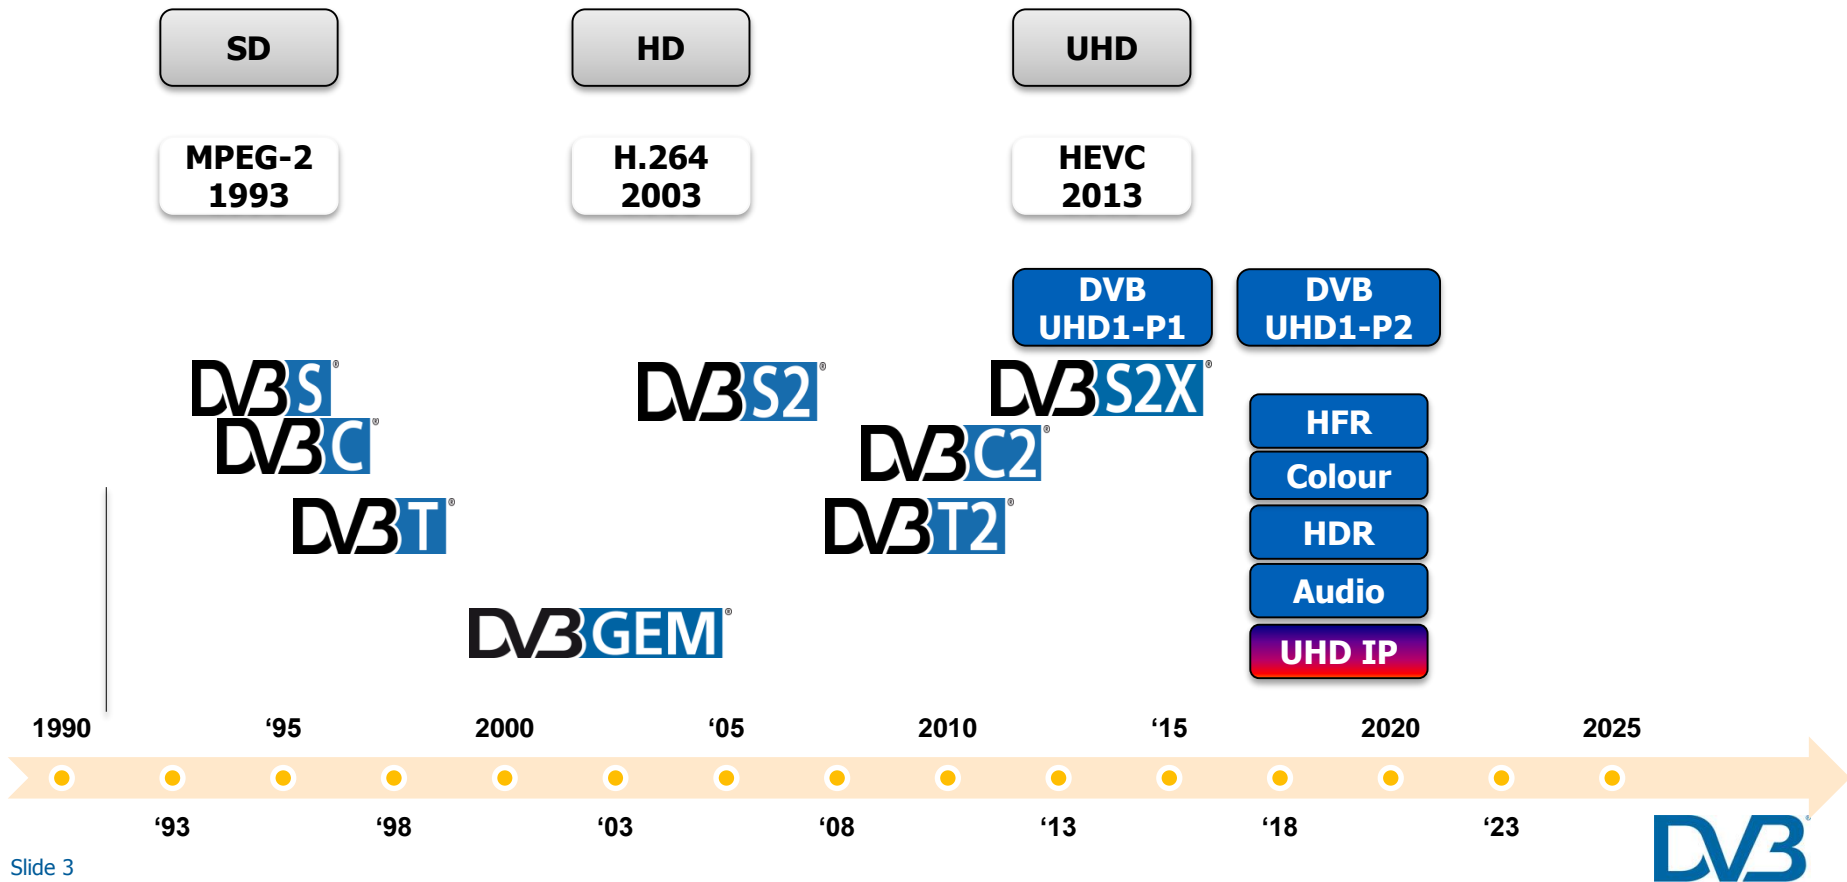 SD
HD
UHD
MPEG-2
1993
H.264
2003
HEVC
2013
DVB
UHD1-P1
DVB
UHD1-P2
DVB S®
DVB S2®
DVB S2X®
DVB C®
DVB C2®
DVB T®
DVB T2®
DVB GEM®
HFR
Colour
HDR
Audio
UHD IP
1990
‘95
2000
‘05
2010
‘15
2020
2025
‘93
‘98
‘03
‘08
‘13
‘18
‘23
Slide 3
DVB®